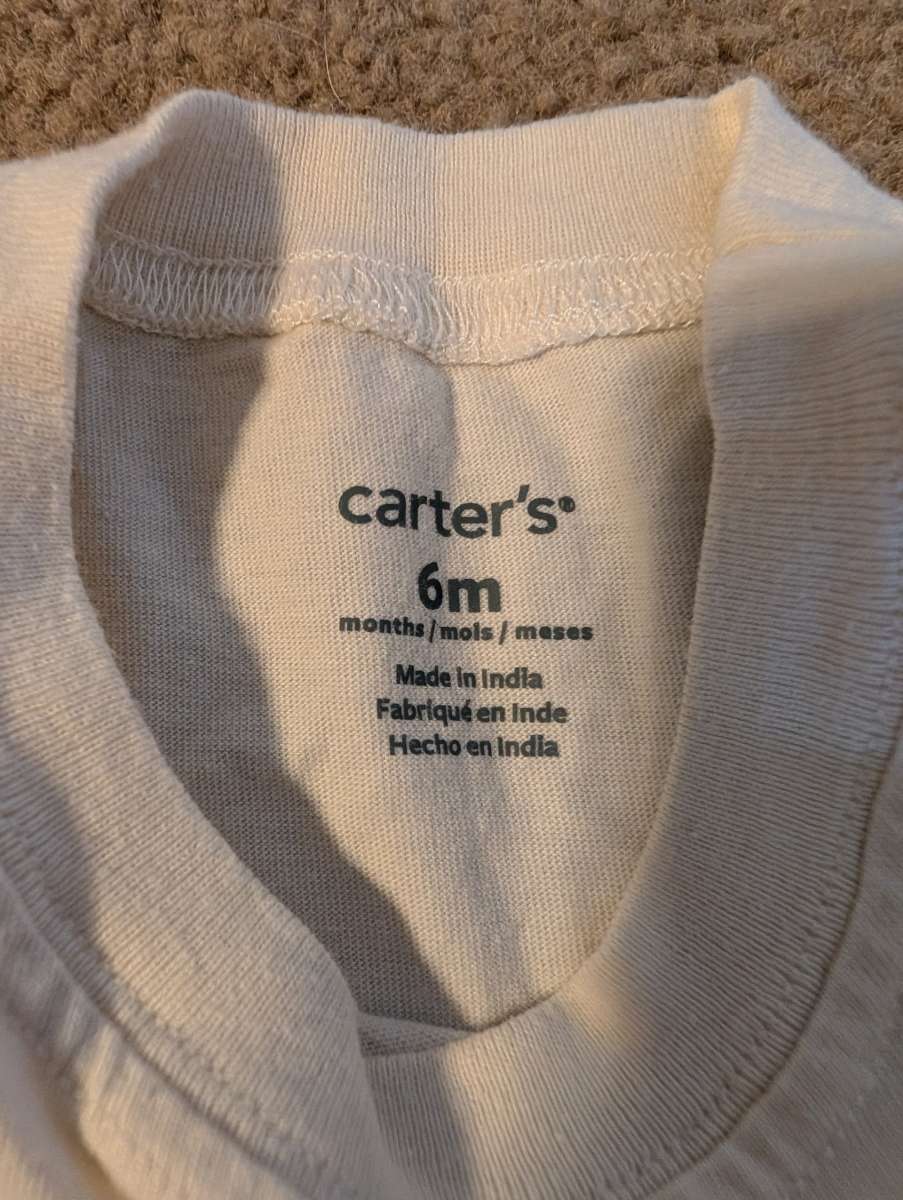 carter's
6m
months / mois / meses
Made in India
Fabriqué en Inde
Hecho en India